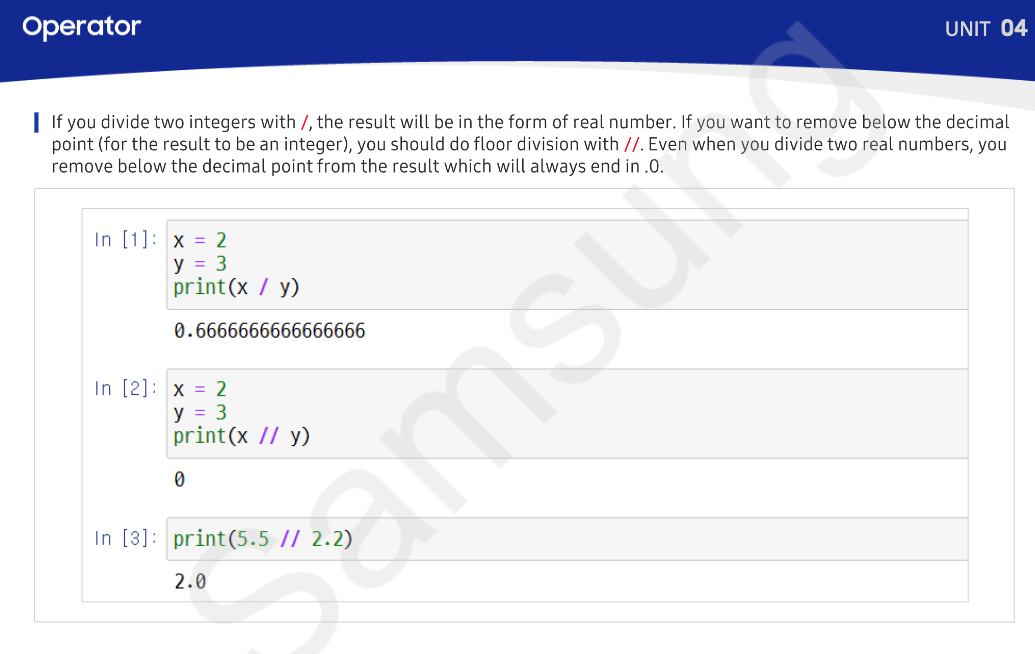 Operator
UNIT 04
If you divide two integers with /, the result will be in the form of real number. If you want to remove below the decimal
point (for the result to be an integer), you should do floor division with //. Even when you divide two real numbers, you
remove below the decimal point from the result which will always end in .0.
In [1]: x = 2
y = 3
print(x / y)
0.6666666666666666
In [2]: x = 2
y = 3
print(x // y)
0
In [3]: print(5.5 // 2.2)
2.0
Samsung